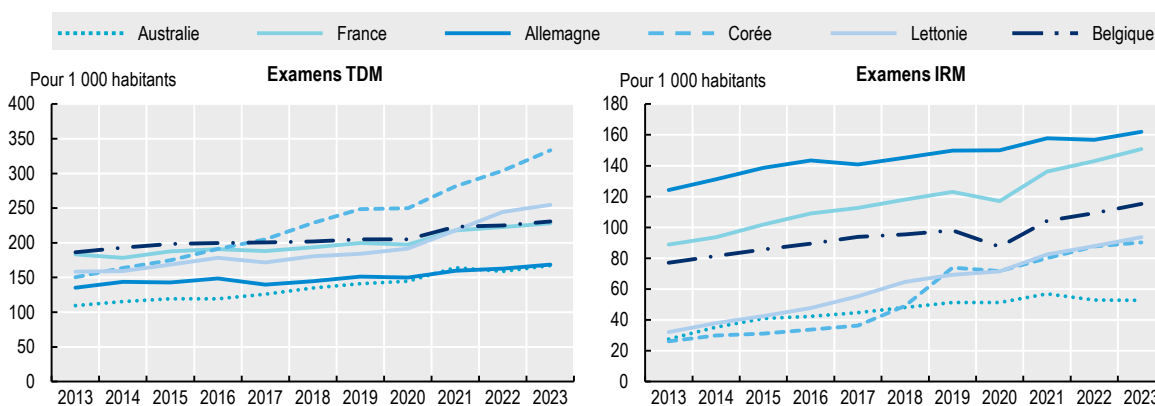 Australie France Allemagne Corée Lettonie Belgique
Examens TDM
Pour 1 000 habitants
400
350
300
250
200
150
100
50
0
2013 2014 2015 2016 2017 2018 2019 2020 2021 2022 2023
Examens IRM
Pour 1 000 habitants
180
160
140
120
100
80
60
40
20
0
2013 2014 2015 2016 2017 2018 2019 2020 2021 2022 2023